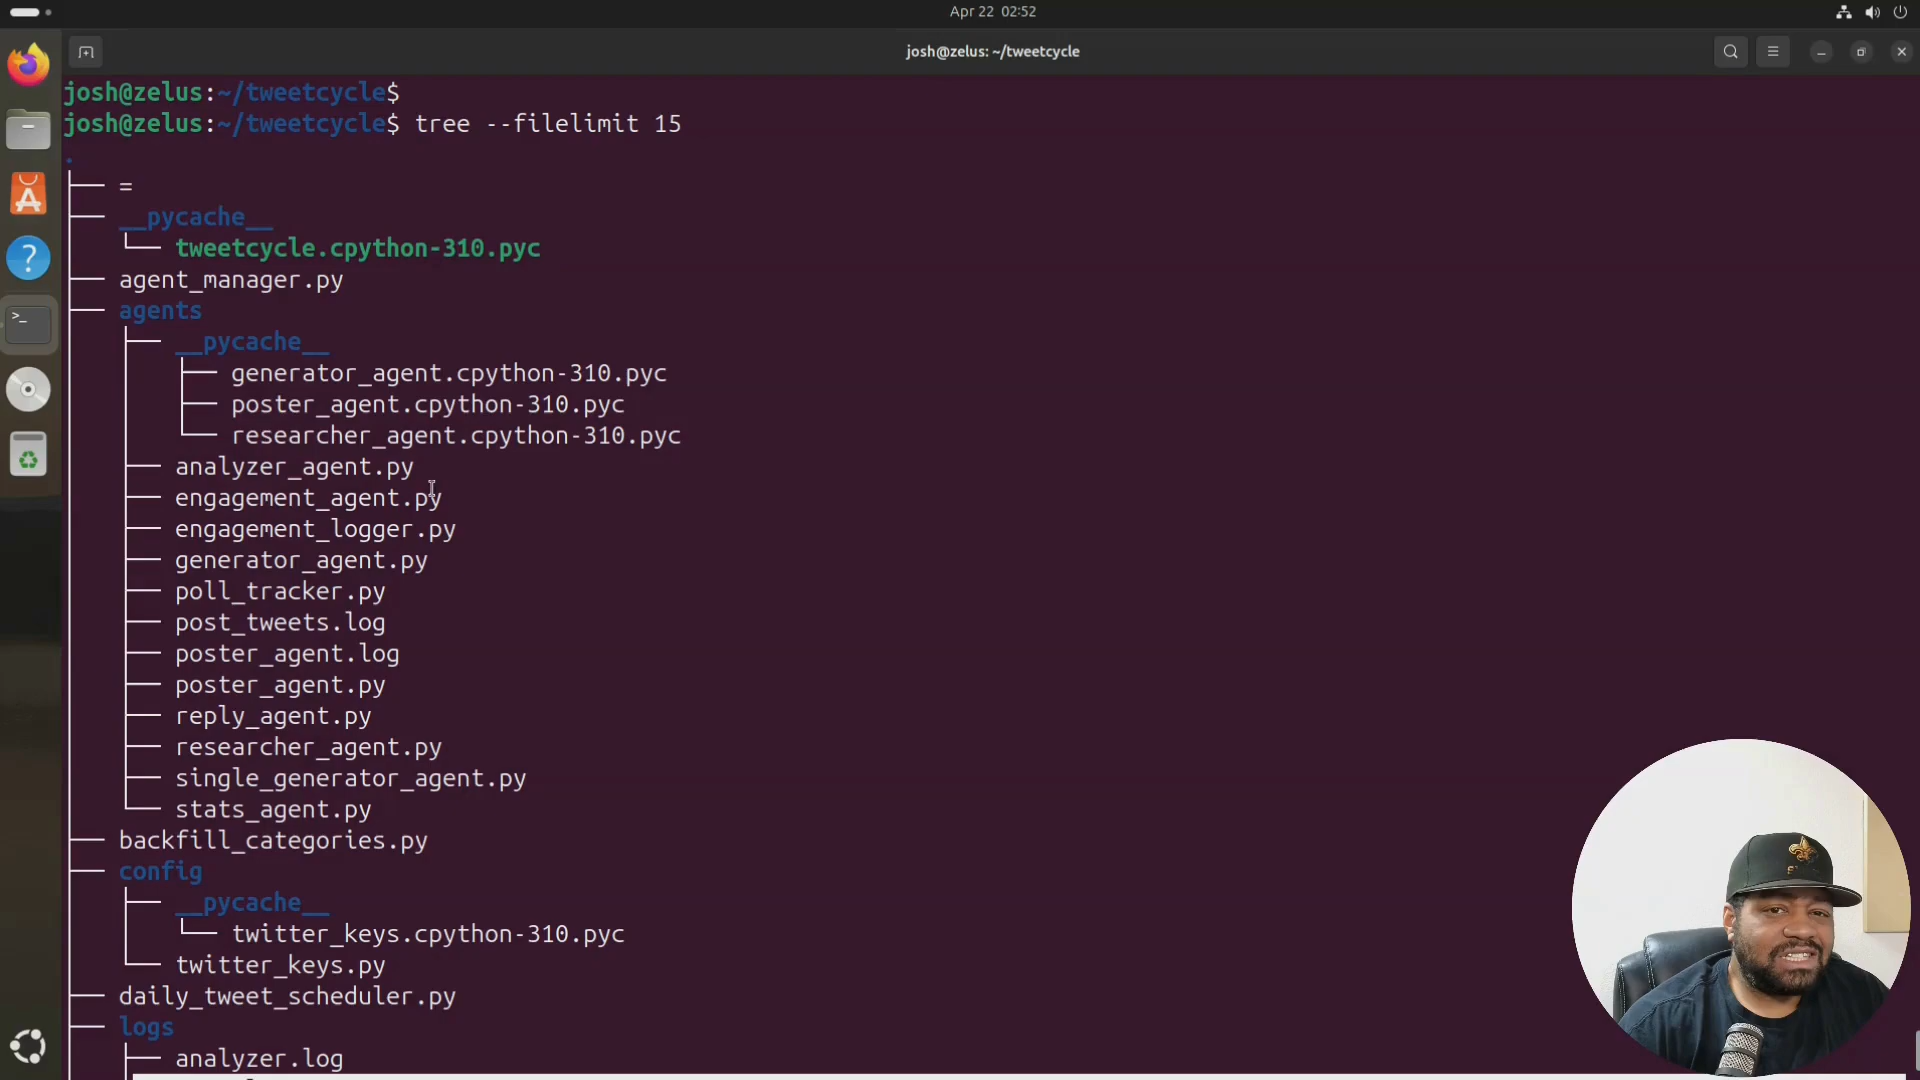 Apr 22 02:52
josh@zelus: ~/tweetcycle
josh@zelus:~/tweetcycle$
josh@zelus:~/tweetcycle$ tree --filelimit 15
.
├── =
├── __pycache__
│   └── tweetcycle.cpython-310.pyc
├── agent_manager.py
├── agents
│   ├── __pycache__
│   │   ├── generator_agent.cpython-310.pyc
│   │   ├── poster_agent.cpython-310.pyc
│   │   └── researcher_agent.cpython-310.pyc
│   ├── analyzer_agent.py
│   ├── engagement_agent.py
│   ├── engagement_logger.py
│   ├── generator_agent.py
│   ├── poll_tracker.py
│   ├── post_tweets.log
│   ├── poster_agent.log
│   ├── poster_agent.py
│   ├── reply_agent.py
│   ├── researcher_agent.py
│   ├── single_generator_agent.py
│   └── stats_agent.py
├── backfill_categories.py
├── config
│   ├── __pycache__
│   │   └── twitter_keys.cpython-310.pyc
│   └── twitter_keys.py
├── daily_tweet_scheduler.py
├── logs
│   ├── analyzer.log